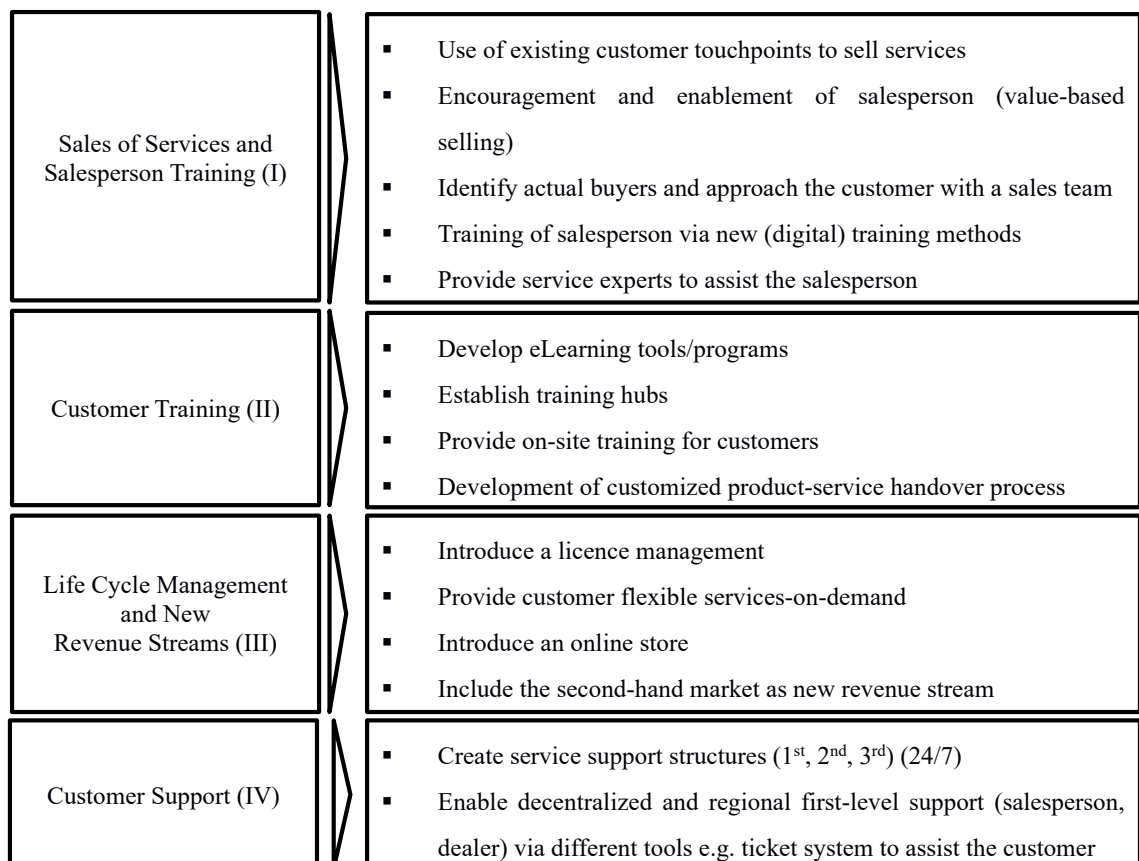 Sales of Services and
Salesperson Training (I)
▪ Use of existing customer touchpoints to sell services
▪ Encouragement and enablement of salesperson (value-based
selling)
▪ Identify actual buyers and approach the customer with a sales team
▪ Training of salesperson via new (digital) training methods
▪ Provide service experts to assist the salesperson
Customer Training (II)
▪ Develop eLearning tools/programs
▪ Establish training hubs
▪ Provide on-site training for customers
▪ Development of customized product-service handover process
Life Cycle Management
and New
Revenue Streams (III)
▪ Introduce a licence management
▪ Provide customer flexible services-on-demand
▪ Introduce an online store
▪ Include the second-hand market as new revenue stream
Customer Support (IV)
▪ Create service support structures (1st, 2nd, 3rd) (24/7)
▪ Enable decentralized and regional first-level support (salesperson,
dealer) via different tools e.g. ticket system to assist the customer